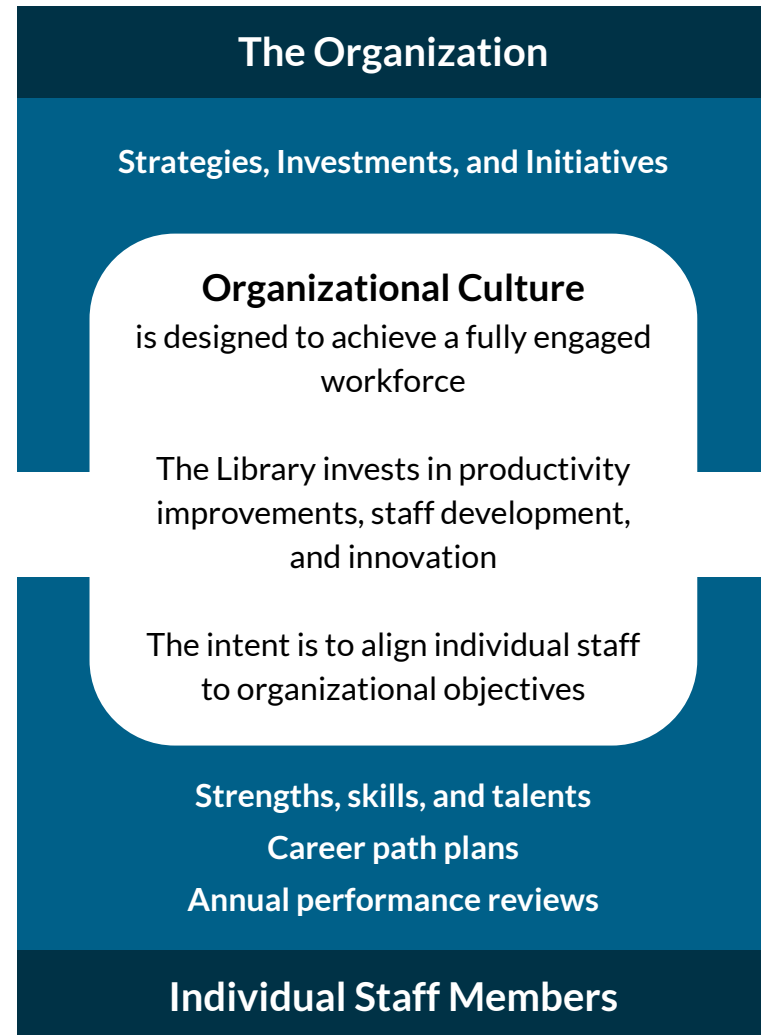 The Organization
Strategies, Investments, and Initiatives
Organizational Culture
is designed to achieve a fully engaged
workforce
The Library invests in productivity
improvements, staff development,
and innovation
The intent is to align individual staff
to organizational objectives
Strengths, skills, and talents
Career path plans
Annual performance reviews
Individual Staff Members